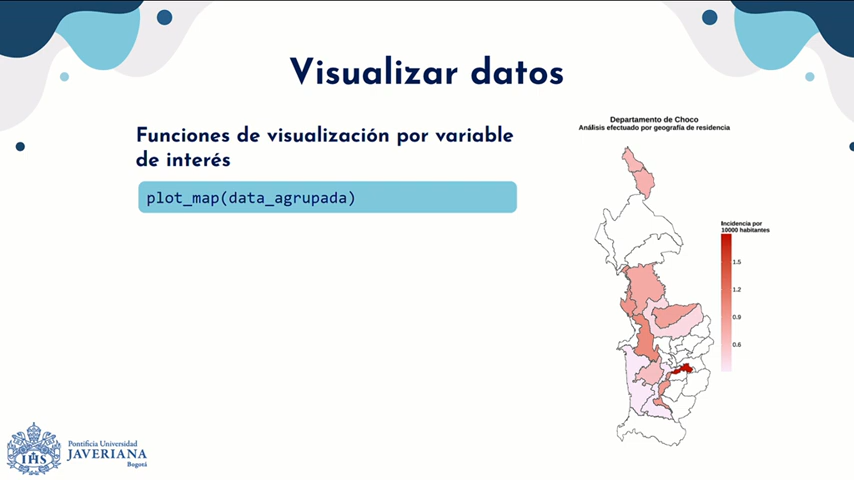 Visualizar datos
Funciones de visualización por variable
de interés
plot_map(data_agrupada)
Departamento de Choco
Análisis efectuado por geografía de residencia
Incidencia por
10000 habitantes
1.5
1.2
0.9
0.6
IHS
Pontificia Universidad
JAVERIANA
Bogotá